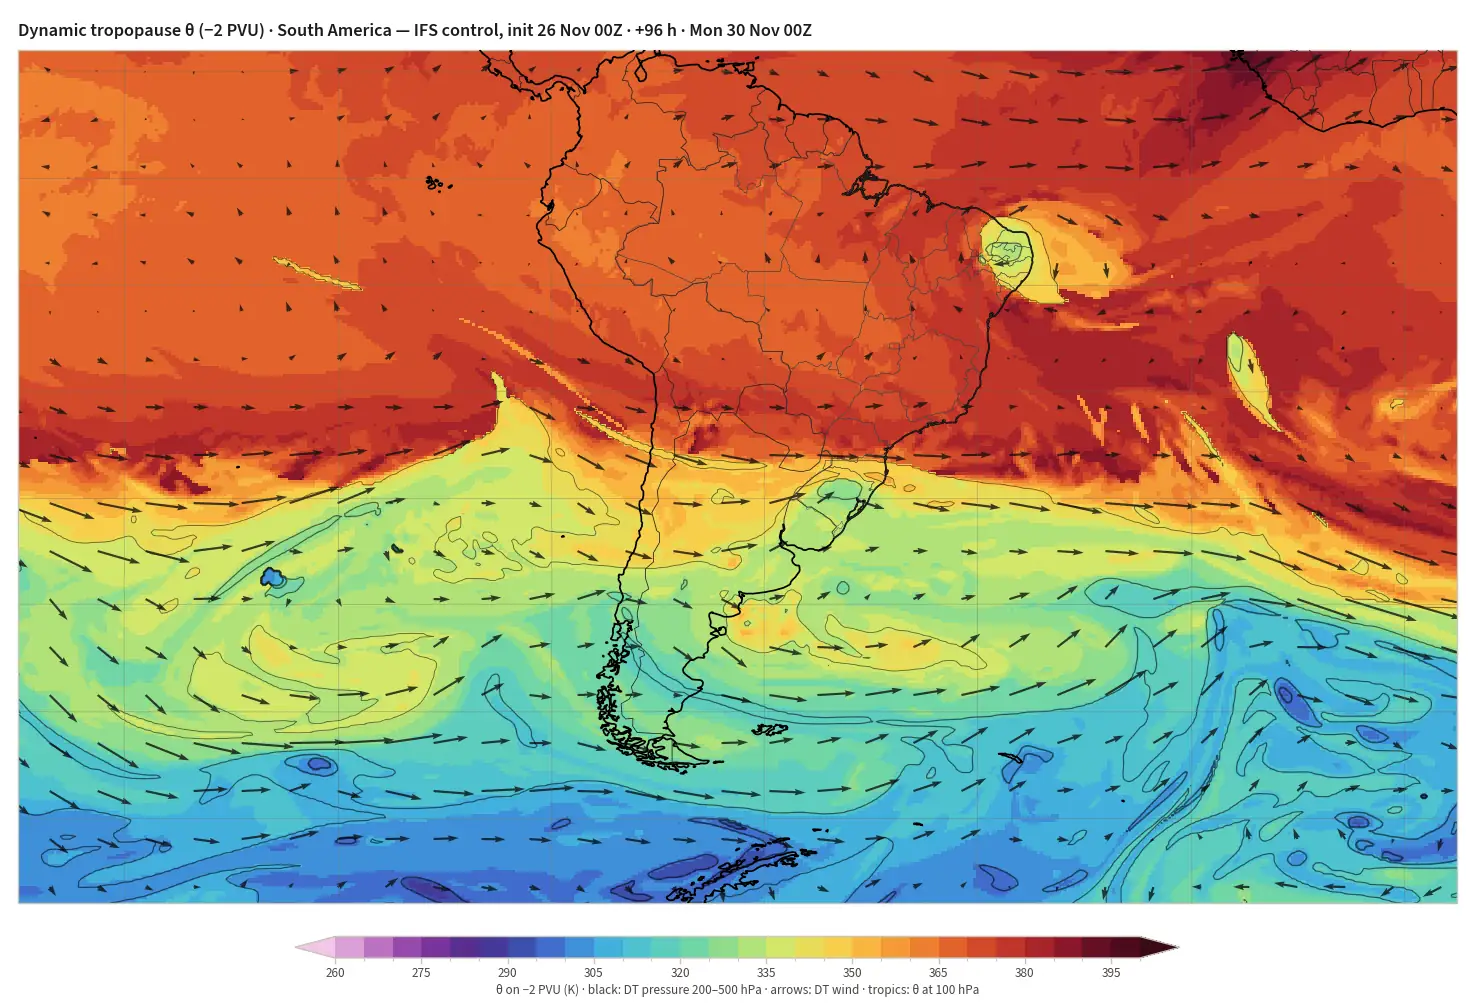 Dynamic tropopause θ (−2 PVU) · South America — IFS control, init 26 Nov 00Z · +96 h · Mon 30 Nov 00Z
260 275 290 305 320 335 350 365 380 395
θ on −2 PVU (K) · black: DT pressure 200–500 hPa · arrows: DT wind · tropics: θ at 100 hPa